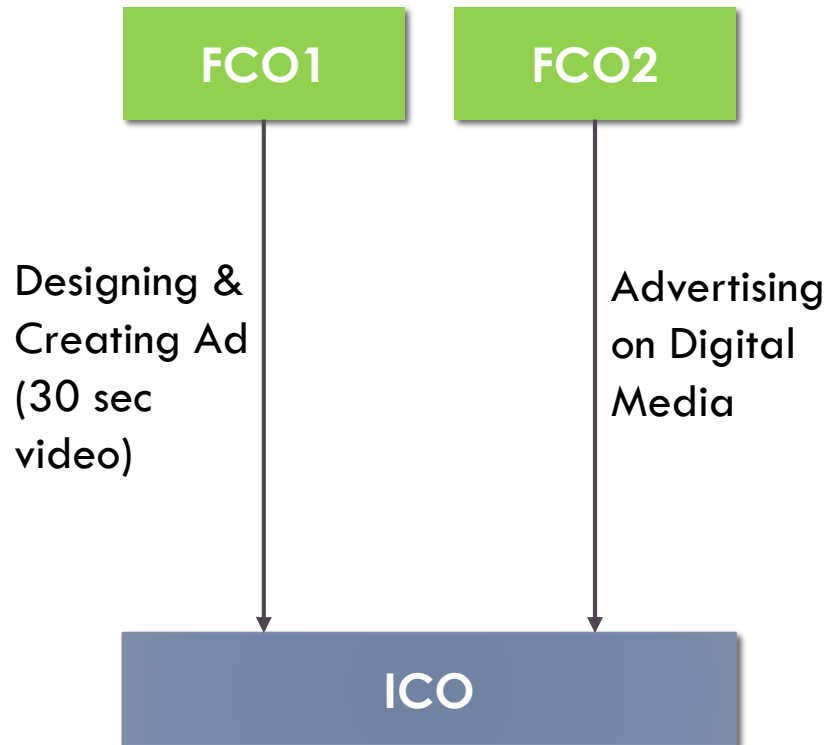 FCO1
FCO2
Designing &
Creating Ad
(30 sec
video)
Advertising
on Digital
Media
ICO